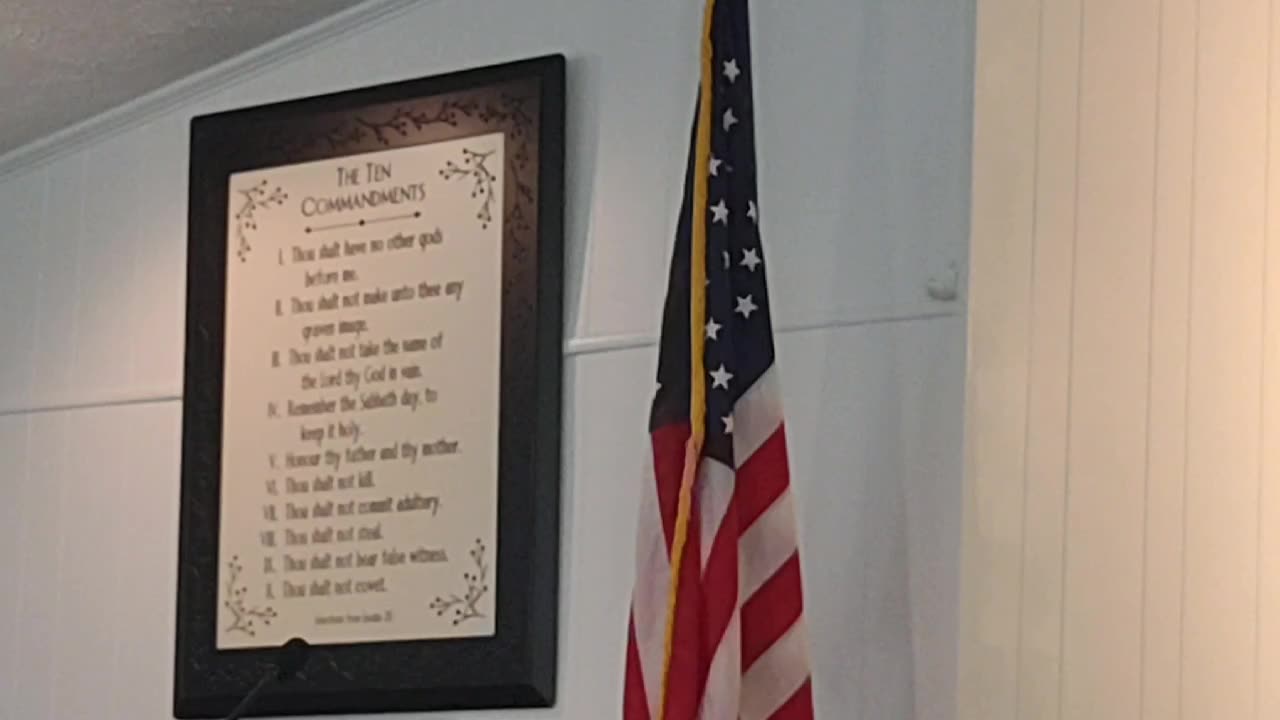 THE TEN
COMMANDMENTS
I. Thou shalt have no other gods
before me.
II. Thou shalt not make unto thee any
graven image.
III. Thou shalt not take the name of
the Lord thy God in vain.
IV. Remember the Sabbath day, to
keep it holy.
V. Honour thy father and thy mother.
VI. Thou shalt not kill.
VII. Thou shalt not commit adultery.
VIII. Thou shalt not steal.
IX. Thou shalt not bear false witness.
X. Thou shalt not covet.
from Exodus 20